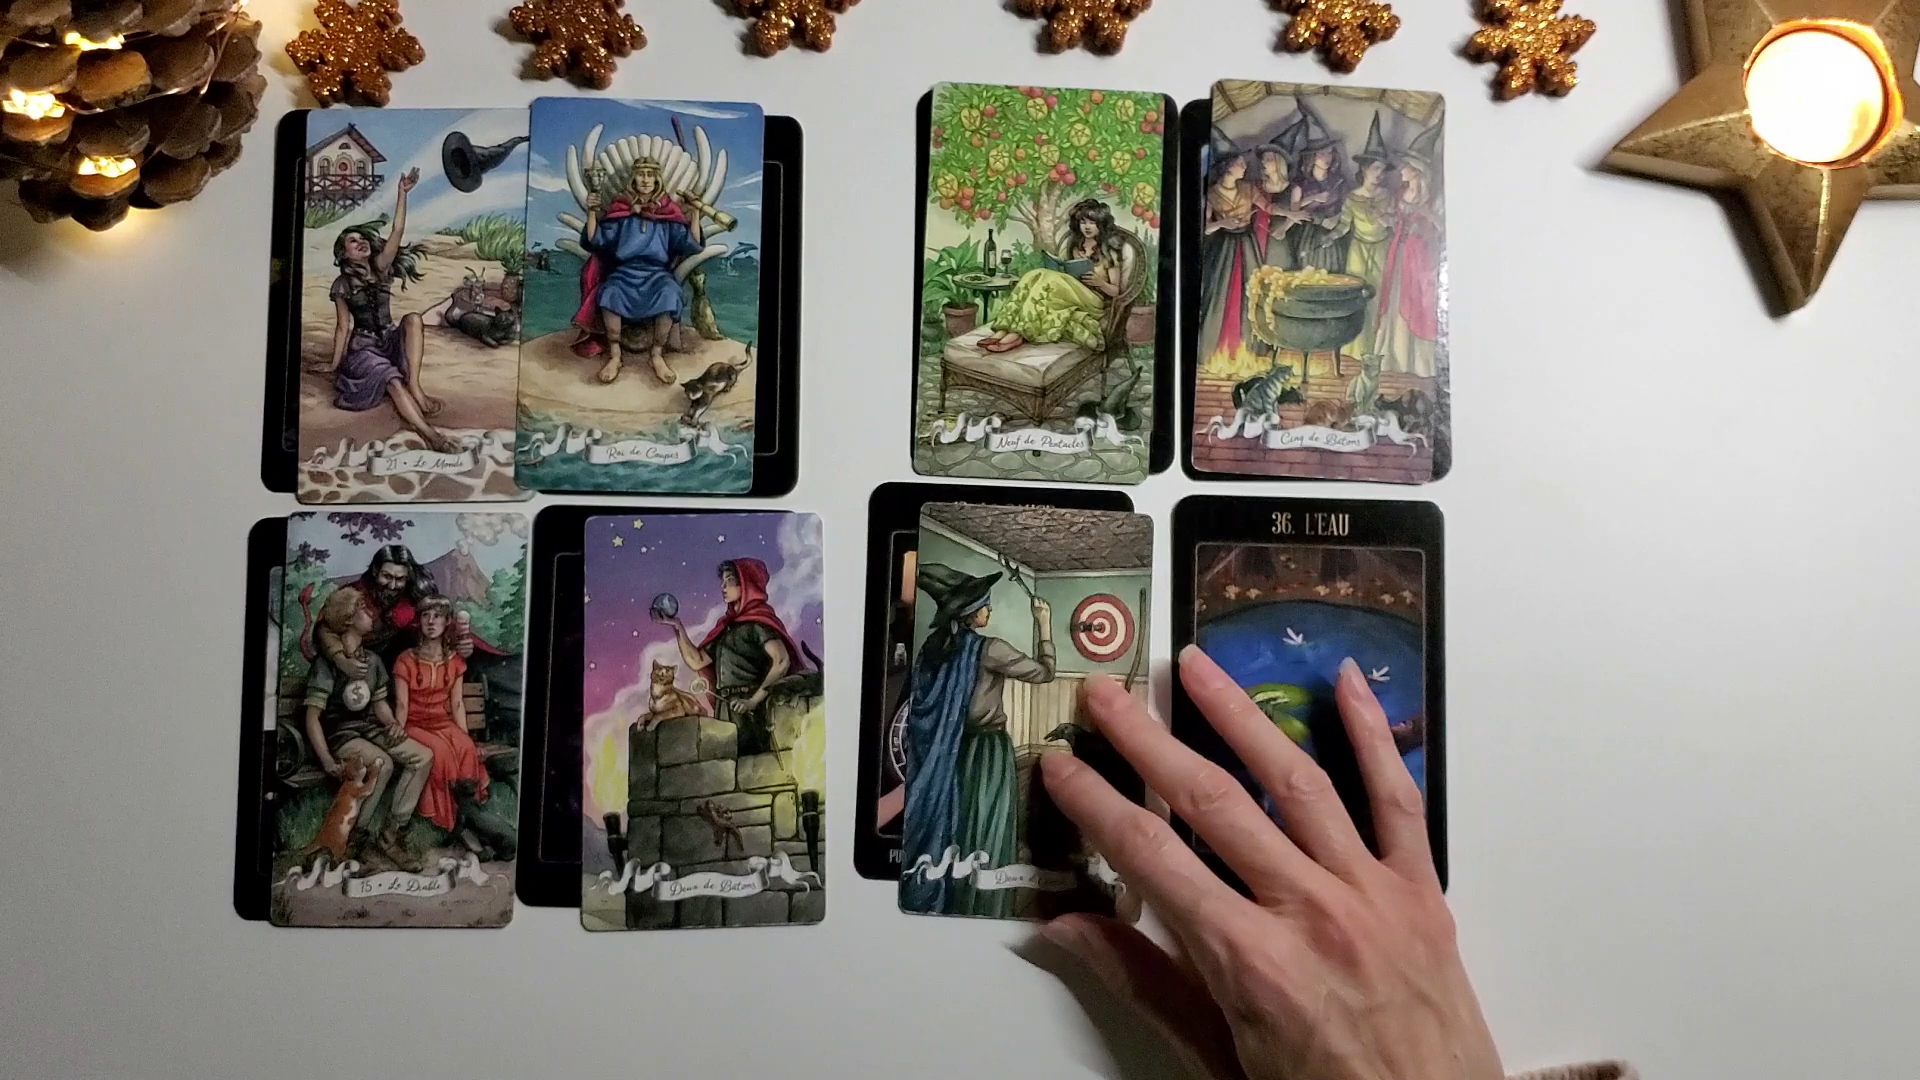 21 • Le Monde
Roi de Coupes
Neuf de Pentacles
Cinq de Bâtons
36. L'EAU
15 • Le Diable
Deux de Bâtons
Deux
$